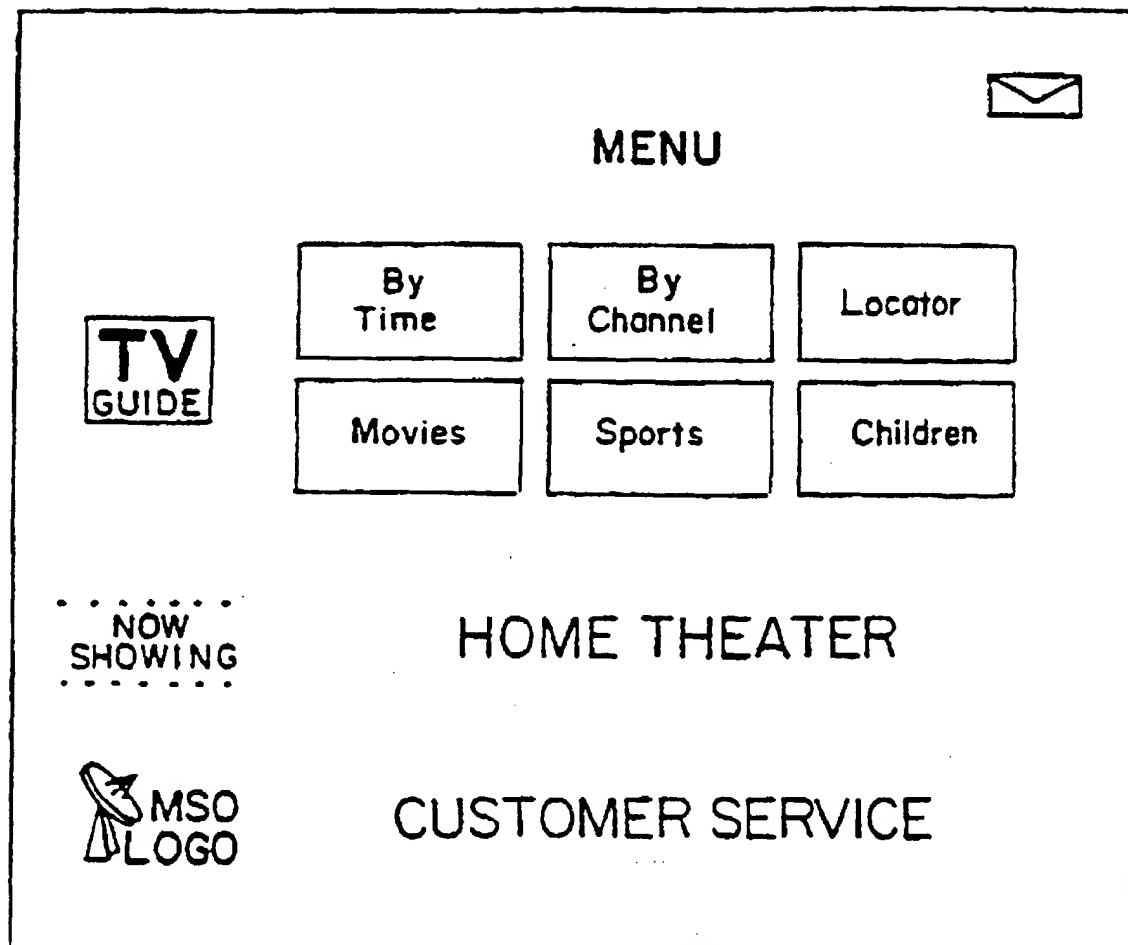 MENU
By
Time
By
Channel
Locator
TV
GUIDE
Movies
Sports
Children
NOW
SHOWING
HOME THEATER
MSO
LOGO
CUSTOMER SERVICE